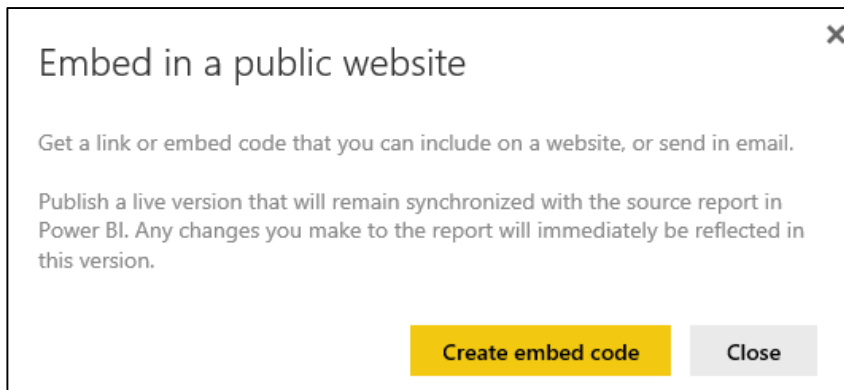 Embed in a public website
Get a link or embed code that you can include on a website, or send in email.
Publish a live version that will remain synchronized with the source report in
Power BI. Any changes you make to the report will immediately be reflected in
this version.
Create embed code Close